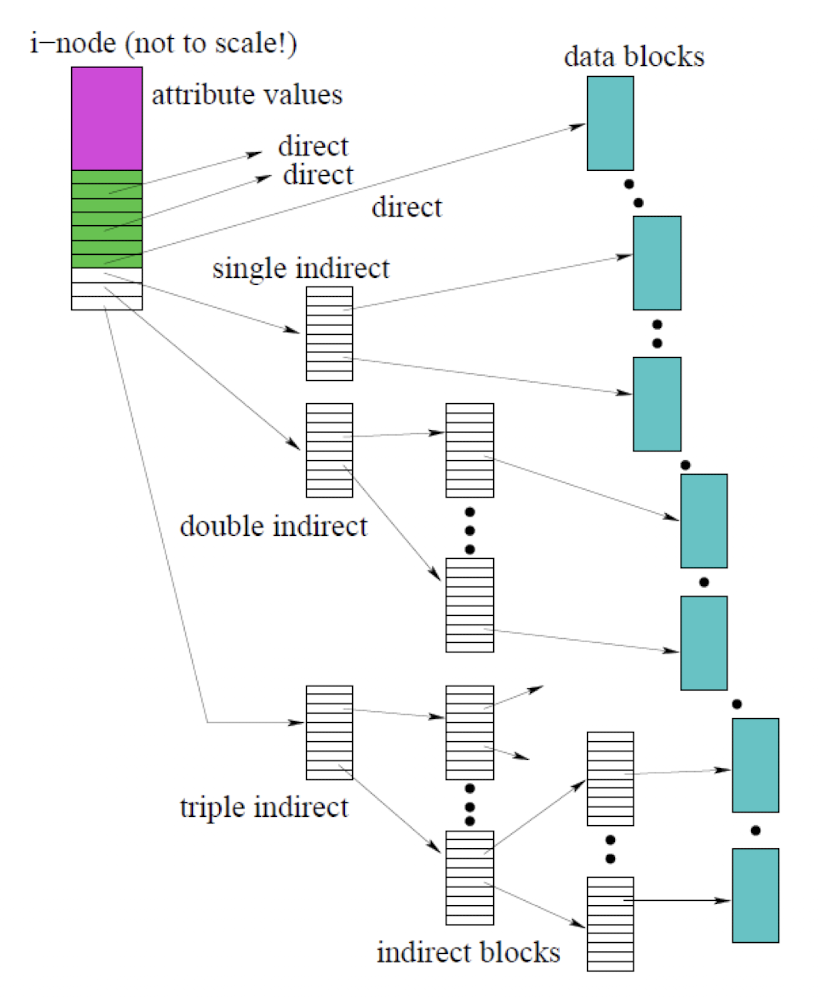 i−node (not to scale!)
data blocks
attribute values
direct
direct
direct
single indirect
double indirect
triple indirect
indirect blocks